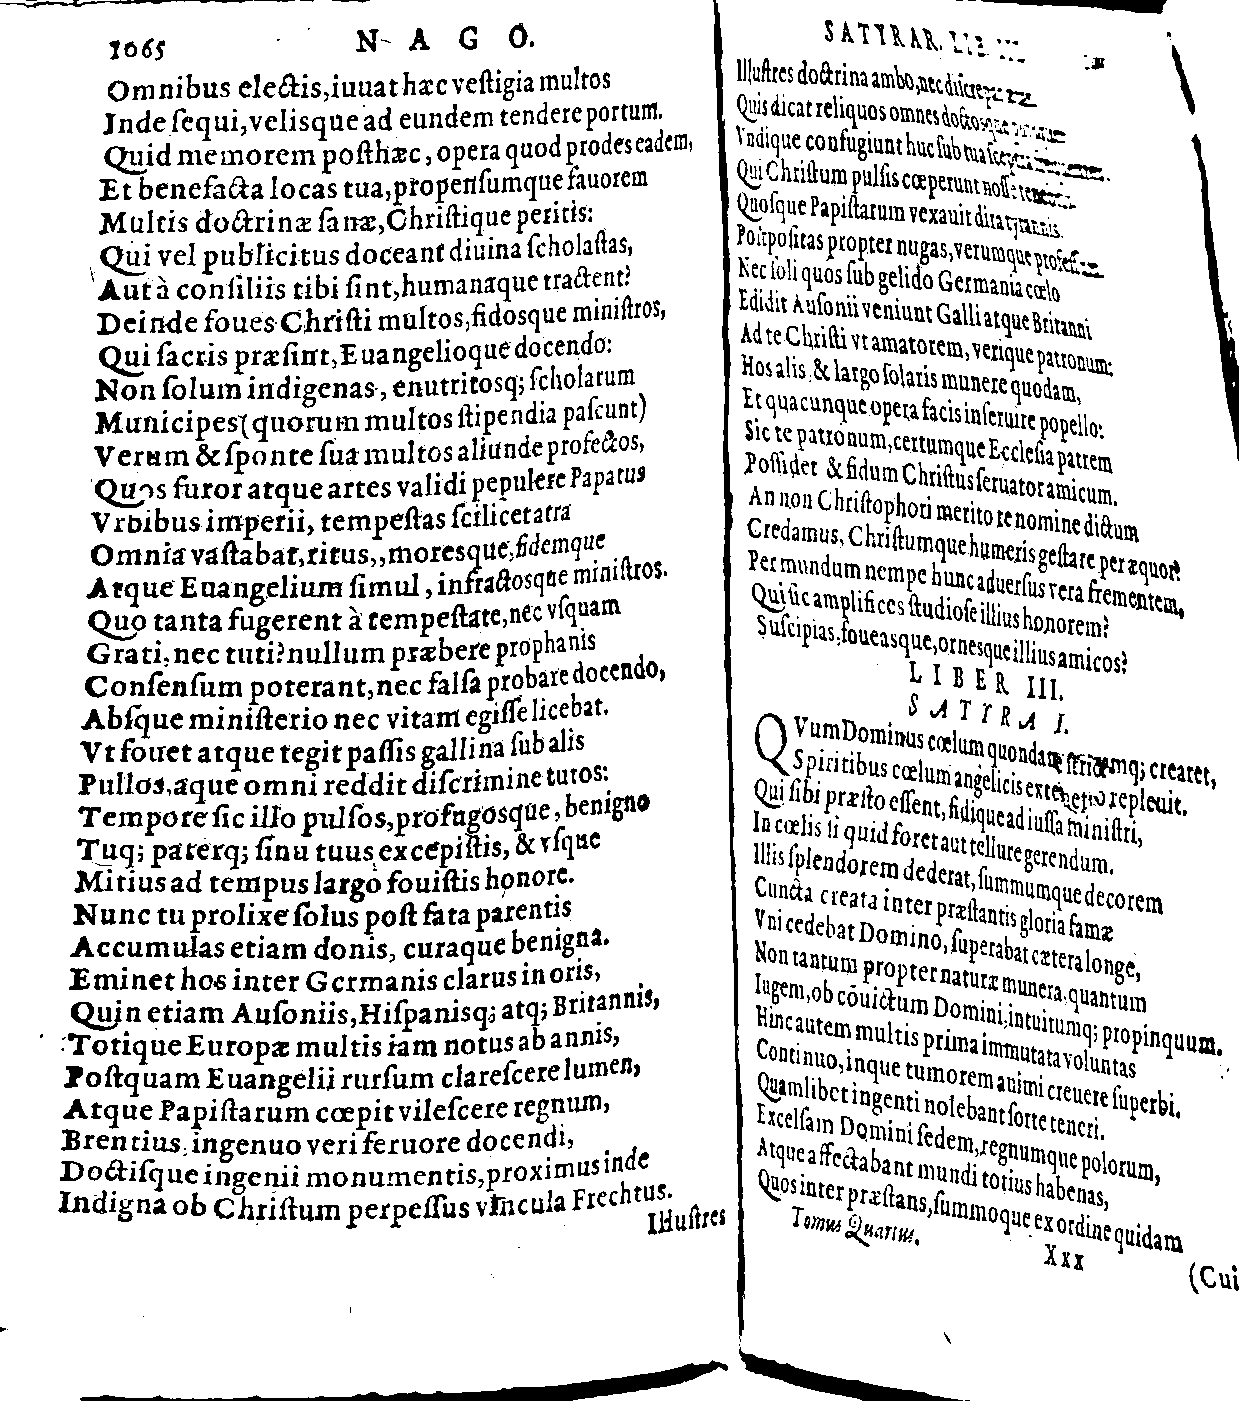 1065 NAGO.
Omnibus electis, iuuat hæc veſtigia multos
Inde ſequi, velisque ad eundem tendere portum.
Quid memorem poſthæc, opera quod prodes eadem,
Et benefacta locas tua, propenſumque fauorem
Multis doctrinæ ſanæ, Chriſtique peritis:
Qui vel publicitus doceant diuina ſcholaſtas,
Aut à conſiliis tibi ſint, humanaque tractent?
Deinde foues Chriſti multos, fidosque miniſtros,
Qui ſacris præſint, Euangelioque docendo:
Non ſolum indigenas, enutritosq; ſcholarum
Municipes (quorum multos ſtipendia paſcunt)
Verum & ſponte ſua multos aliunde profectos,
Quos furor atque artes validi pepulere Papatus
Vrbibus imperii, tempeſtas ſcilicet atra
Omnia vaſtabat, ritus,, moresque, fidemque
Atque Euangelium ſimul, infractosque miniſtros.
Quo tanta fugerent à tempeſtate, nec vſquam
Grati, nec tuti? nullum præbere prophanis
Conſenſum poterant, nec falſa probare docendo,
Abſque miniſterio nec vitam egiſſe licebat.
Vt fouet atque tegit paſſis gallina ſub alis
Pullos, aque omni reddit diſcrimine tutos:
Tempore ſic illo pulſos, profugosque, benigno
Tuq; paterq; ſinu tuus excepiſtis, & vſque
Mitius ad tempus largo fouiſtis honore.
Nunc tu prolixe ſolus poſt fata parentis
Accumulas etiam donis, curaque benigna.
Eminet hos inter Germanis clarus in oris,
Quin etiam Auſoniis, Hiſpanisq; atq; Britannis,
Totique Europæ multis iam notus ab annis,
Poſtquam Euangelii rurſum clareſcere lumen,
Atque Papiſtarum cœpit vileſcere regnum,
Brentius, ingenuo veri feruore docendi,
Doctiſque ingenii monumentis, proximus inde
Indigna ob Chriſtum perpeſſus vincula Frechtus.
Illuſtres
SATYRAR. LIB. III
Illuſtres doctrina ambo, nec
Quis dicat reliquos omnes doctosque
Vndique confugiunt huc ſub tua
Qui Chriſtum pulſis cœperunt noſſe
Quoſque Papiſtarum vexauit dira tyrannis.
Poſtpoſitas propter nugas, verumque
Nec ſoli quos ſub gelido Germania cœlo
Edidit Auſonii veniunt Galli atque Britanni
Ad te Chriſti vt amatorem, verique patronum:
Hos alis, & largo ſolaris munere quodam,
Et quacunque opera facis inſeruire popello:
Sic te patronum, certumque Eccleſia patrem
Poſſidet & fidum Chriſtus ſeruator amicum.
An non Chriſtophori merito te nomine dictum
Credamus, Chriſtumque humeris geſtare per æquor?
Per mundum nempe hunc aduerſus vera frementem,
Qui ſic amplifices ſtudioſe illius honorem?
Suſcipias, foueasque, ornesque illius amicos?
LIBER III.
SATIRA I.
QVum Dominus cœlum quondam createt,
Spiritibus cœlum angelicis repleuit.
Qui ſibi præſto eſſent, fidique ad iuſſa miniſtri,
In cœlis ſi quid foret aut tellure gerendum.
Illis ſplendorem dederat, ſummumque decorem
Cuncta creata inter præſtantis gloria famæ
Vni cedebat Domino, ſuperabat cætera longe,
Non tantum propter naturæ munera, quantum
Iugem, ob cōuictum Domini, intuitumq; propinquum.
Hinc autem multis prima immutata voluntas
Continuo, inque tumorem animi creuere ſuperbi.
Quamlibet ingenti nolebant ſorte teneri.
Excelſam Domini ſedem, regnumque polorum,
Atque affectabant mundi totius habenas,
Quos inter præſtans, ſummoque ex ordine quidam
Tomus Quartus. Xxx (Cui